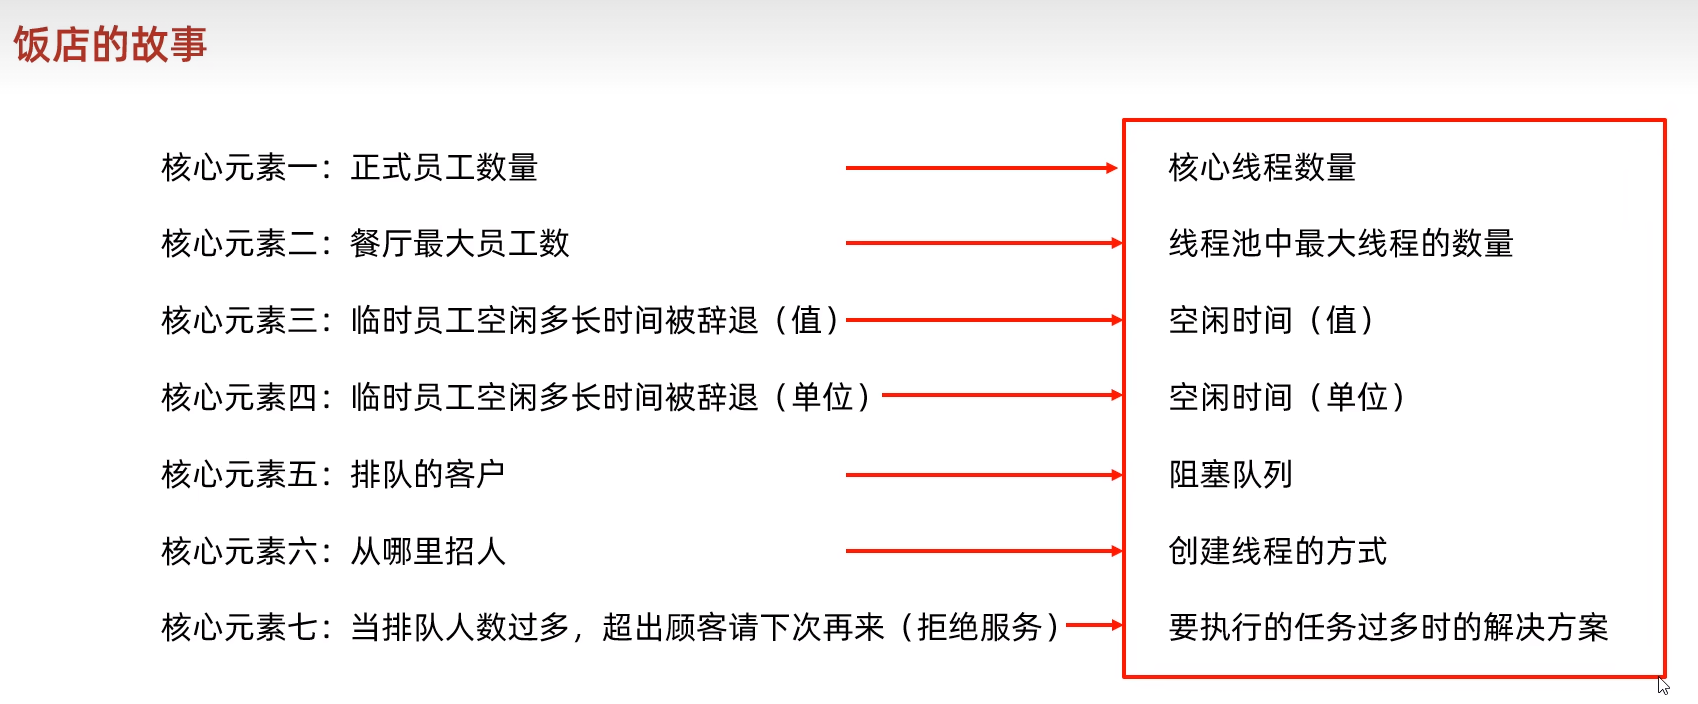 饭店的故事
核心元素一：正式员工数量 核心线程数量
核心元素二：餐厅最大员工数 线程池中最大线程的数量
核心元素三：临时员工空闲多长时间被辞退（值） 空闲时间（值）
核心元素四：临时员工空闲多长时间被辞退（单位） 空闲时间（单位）
核心元素五：排队的客户 阻塞队列
核心元素六：从哪里招人 创建线程的方式
核心元素七：当排队人数过多，超出顾客请下次再来（拒绝服务） 要执行的任务过多时的解决方案